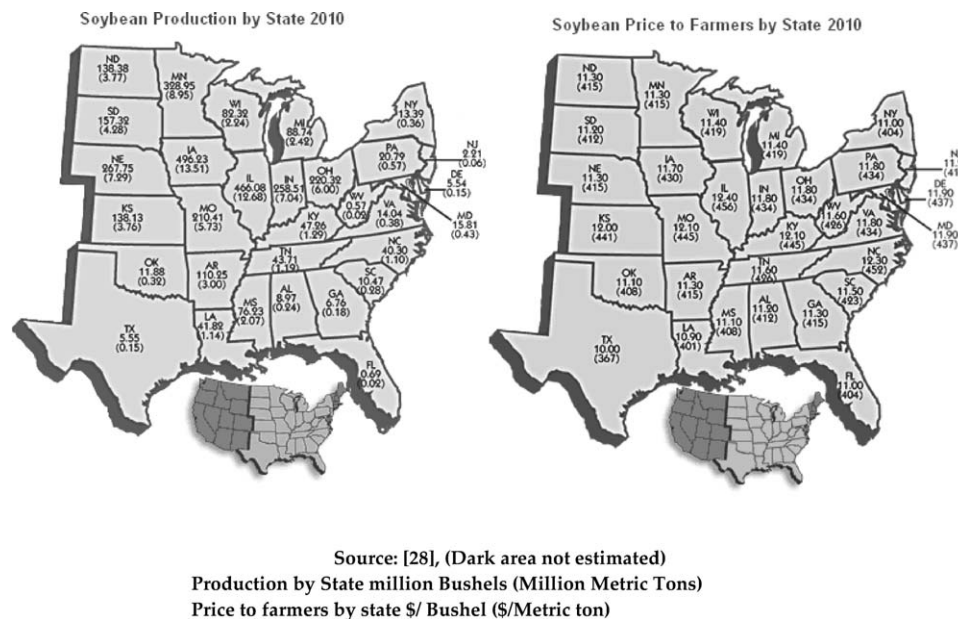 Soybean Production by State 2010
ND
138.38
(3.77)
MN
328.95
(8.95)
WI
82.32
(2.24)
MI
88.74
(2.42)
NY
13.39
(0.36)
SD
157.32
(4.28)
NE
267.75
(7.29)
IA
496.23
(13.51)
IL
466.08
(12.68)
IN
258.51
(7.04)
OH
220.32
(6.00)
PA
20.79
(0.57)
NJ
2.21
(0.06)
DE
5.54
(0.15)
MD
15.81
(0.43)
WV
0.57
(0.02)
VA
14.04
(0.38)
KS
138.13
(3.76)
MO
210.41
(5.73)
KY
47.26
(1.29)
NC
40.30
(1.10)
TN
43.71
(1.19)
SC
10.47
(0.28)
OK
11.88
(0.32)
AR
110.25
(3.00)
MS
76.23
(2.07)
AL
8.97
(0.24)
GA
6.76
(0.18)
LA
41.82
(1.14)
TX
5.55
(0.15)
FL
0.69
(0.02)
Soybean Price to Farmers by State 2010
ND
11.30
(415)
MN
11.30
(415)
WI
11.40
(419)
MI
11.40
(419)
NY
11.00
(404)
SD
11.20
(412)
NE
11.30
(415)
IA
11.70
(430)
IL
12.40
(456)
IN
11.80
(434)
OH
11.80
(434)
PA
11.80
(434)
DE
11.90
(437)
MD
11.90
(437)
WV
11.60
(426)
VA
11.80
(434)
KS
12.00
(441)
MO
12.10
(445)
KY
12.10
(445)
NC
12.30
(452)
TN
11.60
(426)
SC
11.50
(423)
OK
11.10
(408)
AR
11.30
(415)
MS
11.10
(408)
AL
11.20
(412)
GA
11.30
(415)
LA
10.90
(401)
TX
10.00
(367)
FL
11.00
(404)
Source: [28], (Dark area not estimated)
Production by State million Bushels (Million Metric Tons)
Price to farmers by state $/ Bushel ($/Metric ton)